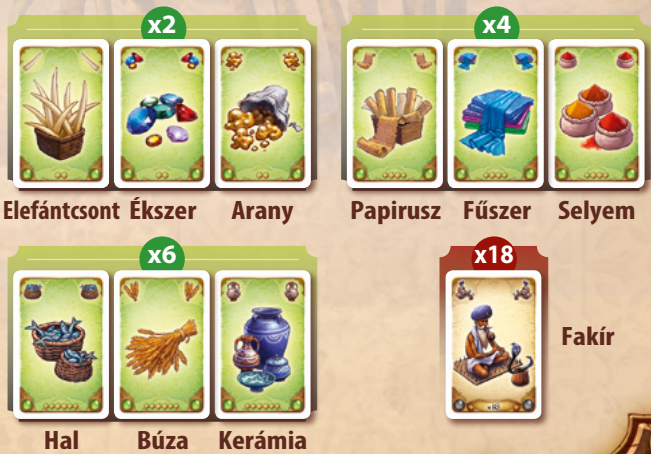 x2
x4
Elefántcsont Ékszer Arany
Papirusz Fűszer Selyem
x6
x18
Fakír
Hal Búza Kerámia